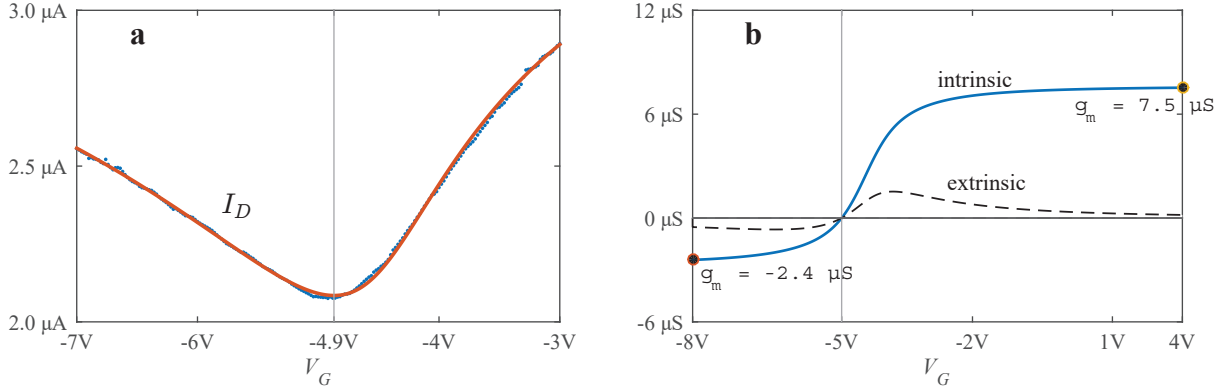 3.0 µA
a
2.5 µA
I_D
2.0 µA
-7V
-6V
-4.9V
-4V
-3V
V_G
12 µS
b
intrinsic
6 µS
g_m = 7.5 µS
extrinsic
0 µS
g_m = -2.4 µS
-6 µS
-8V
-5V
-2V
1V
4V
V_G